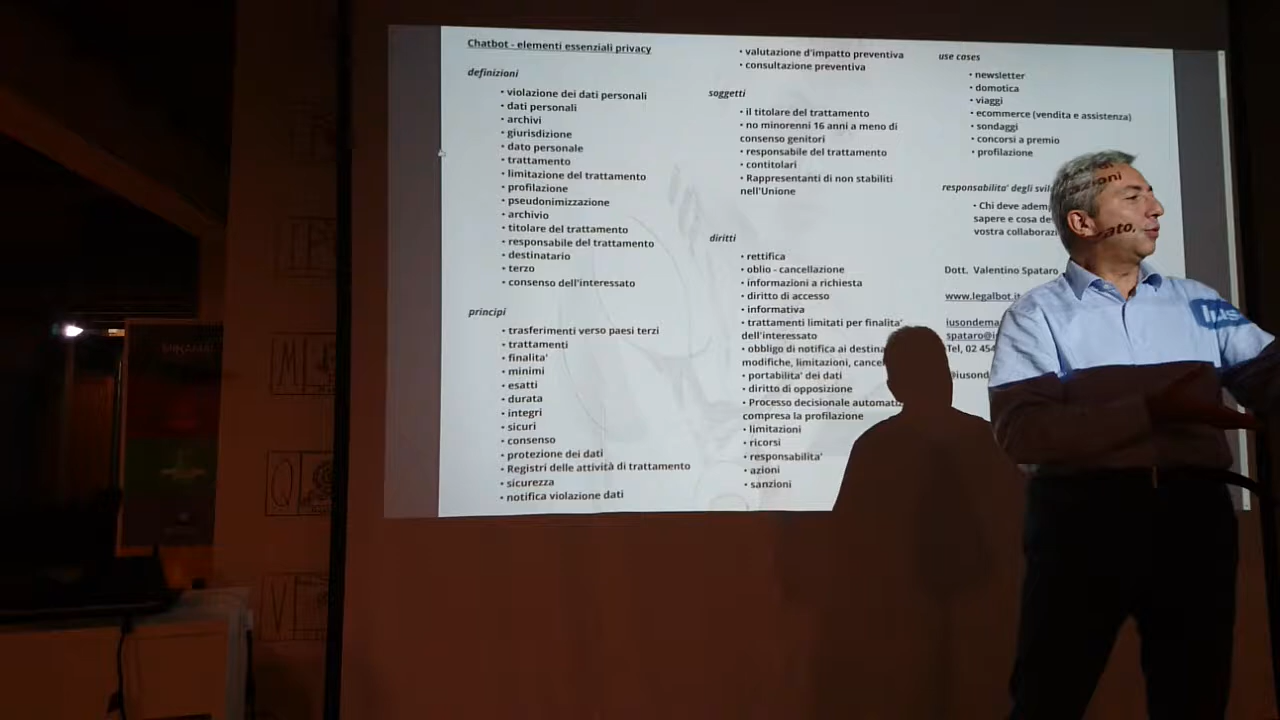 Chatbot - elementi essenziali privacy
definizioni
• violazione dei dati personali
• dati personali
• archivi
• giurisdizione
• dato personale
• trattamento
• limitazione del trattamento
• profilazione
• pseudonimizzazione
• archivio
• titolare del trattamento
• responsabile del trattamento
• destinatario
• terzo
• consenso dell'interessato
principi
• trasferimenti verso paesi terzi
• trattamenti
• finalita'
• minimi
• esatti
• durata
• integri
• sicuri
• consenso
• protezione dei dati
• Registri delle attività di trattamento
• sicurezza
• notifica violazione dati
• valutazione d'impatto preventiva
• consultazione preventiva
soggetti
• il titolare del trattamento
• no minorenni 16 anni a meno di
consenso genitori
• responsabile del trattamento
• contitolari
• Rappresentanti di non stabiliti
nell'Unione
diritti
• rettifica
• oblio - cancellazione
• informazioni a richiesta
• diritto di accesso
• informativa
• trattamenti limitati per finalita'
dell'interessato
• obbligo di notifica ai destina
modifiche, limitazioni, cancel
• portabilita' dei dati
• diritto di opposizione
• Processo decisionale automatiz
compresa la profilazione
• limitazioni
• ricorsi
• responsabilita'
• azioni
• sanzioni
use cases
• newsletter
• domotica
• viaggi
• ecommerce (vendita e assistenza)
• sondaggi
• concorsi a premio
• profilazione
responsabilita' degli svil
• Chi deve adem
sapere e cosa de
vostra collaborazi
ato,
Dott. Valentino Spataro
www.legalbot.it
iusondema
spataro@i
Tel, 02 454
@iusond
M
Q
V